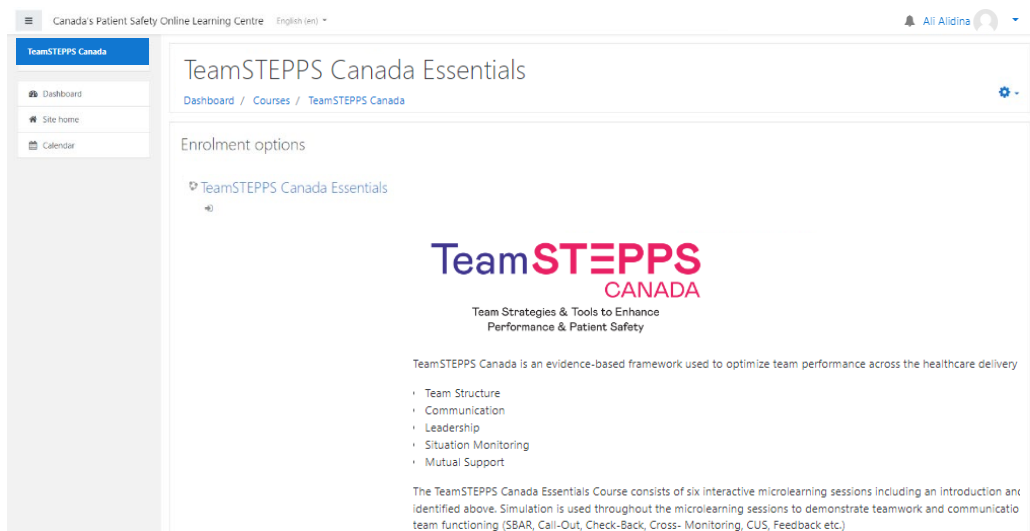 Canada's Patient Safety Online Learning Centre English (en)
Ali Alidina
TeamSTEPPS Canada
Dashboard
Site home
Calendar
TeamSTEPPS Canada Essentials
Dashboard / Courses / TeamSTEPPS Canada
Enrolment options
TeamSTEPPS Canada Essentials
TeamSTEPPS
CANADA
Team Strategies & Tools to Enhance
Performance & Patient Safety
TeamSTEPPS Canada is an evidence-based framework used to optimize team performance across the healthcare delivery
Team Structure
Communication
Leadership
Situation Monitoring
Mutual Support
The TeamSTEPPS Canada Essentials Course consists of six interactive microlearning sessions including an introduction and
identified above. Simulation is used throughout the microlearning sessions to demonstrate teamwork and communicatio
team functioning (SBAR, Call-Out, Check-Back, Cross- Monitoring, CUS, Feedback etc.)